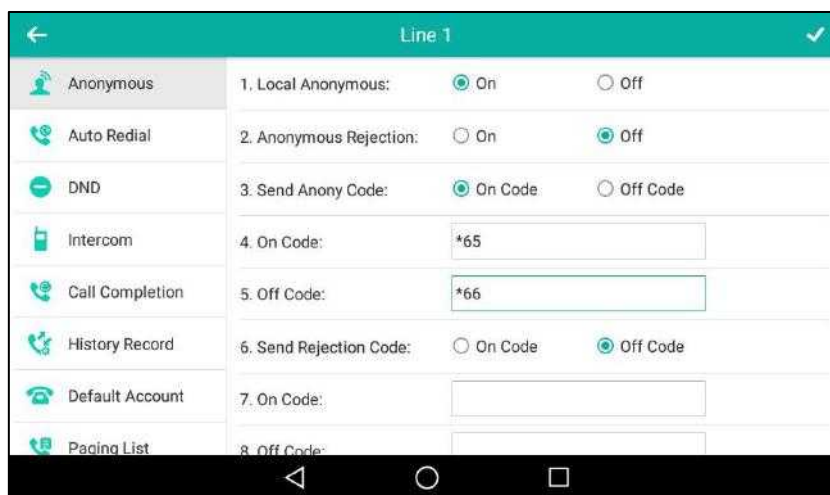 Line 1
Anonymous
Auto Redial
DND
Intercom
Call Completion
History Record
Default Account
Paging List
1. Local Anonymous: On Off
2. Anonymous Rejection: On Off
3. Send Anony Code: On Code Off Code
4. On Code: *65
5. Off Code: *66
6. Send Rejection Code: On Code Off Code
7. On Code:
8. Off Code: